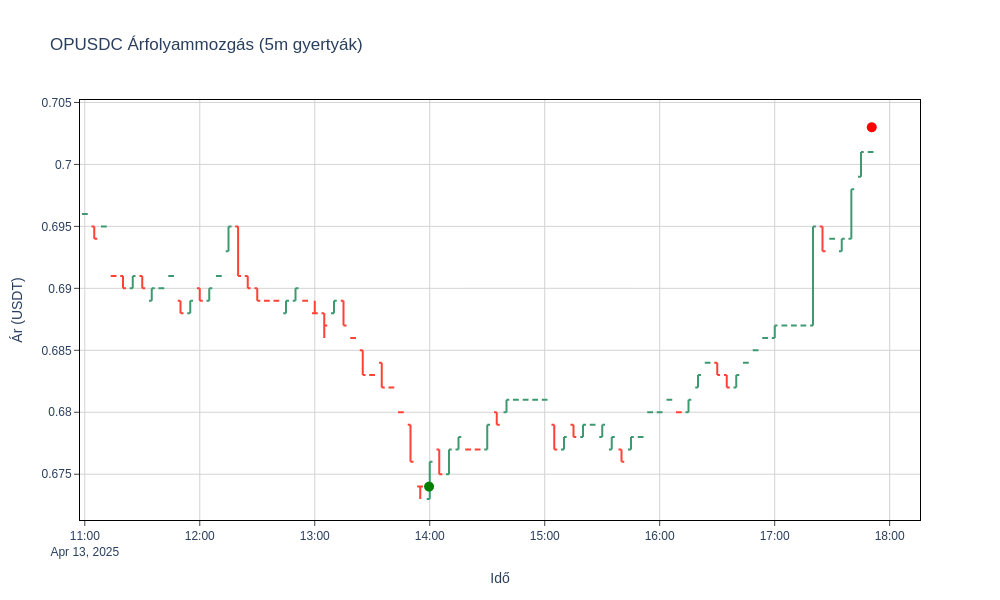 OPUSDC Árfolyammozgás (5m gyertyák)
0.705
0.7
0.695
0.69
0.685
0.68
0.675
Ár (USDT)
11:00 12:00 13:00 14:00 15:00 16:00 17:00 18:00
Apr 13, 2025
Idő